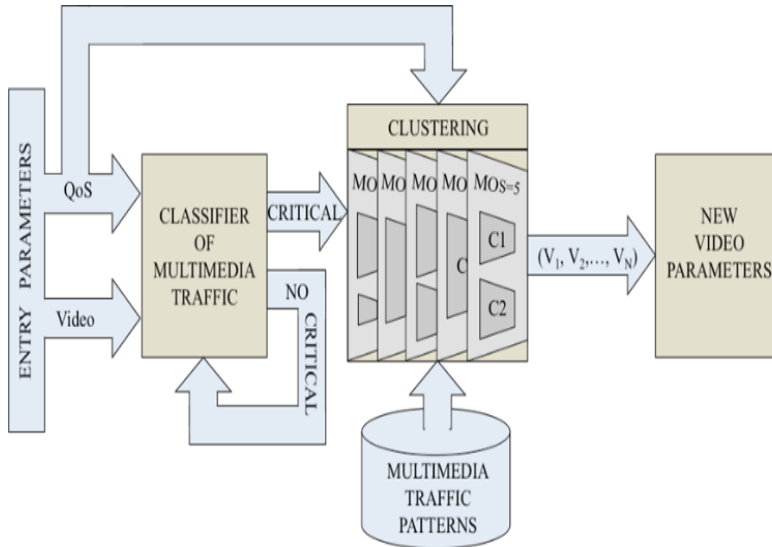 ENTRY PARAMETERS
QoS
Video
CLASSIFIER
OF
MULTIMEDIA
TRAFFIC
CRITICAL
NO
CRITICAL
CLUSTERING
MO
MO
MO
MO
MOS=5
C
C1
C2
MULTIMEDIA
TRAFFIC
PATTERNS
(V1, V2,..., VN)
NEW
VIDEO
PARAMETERS